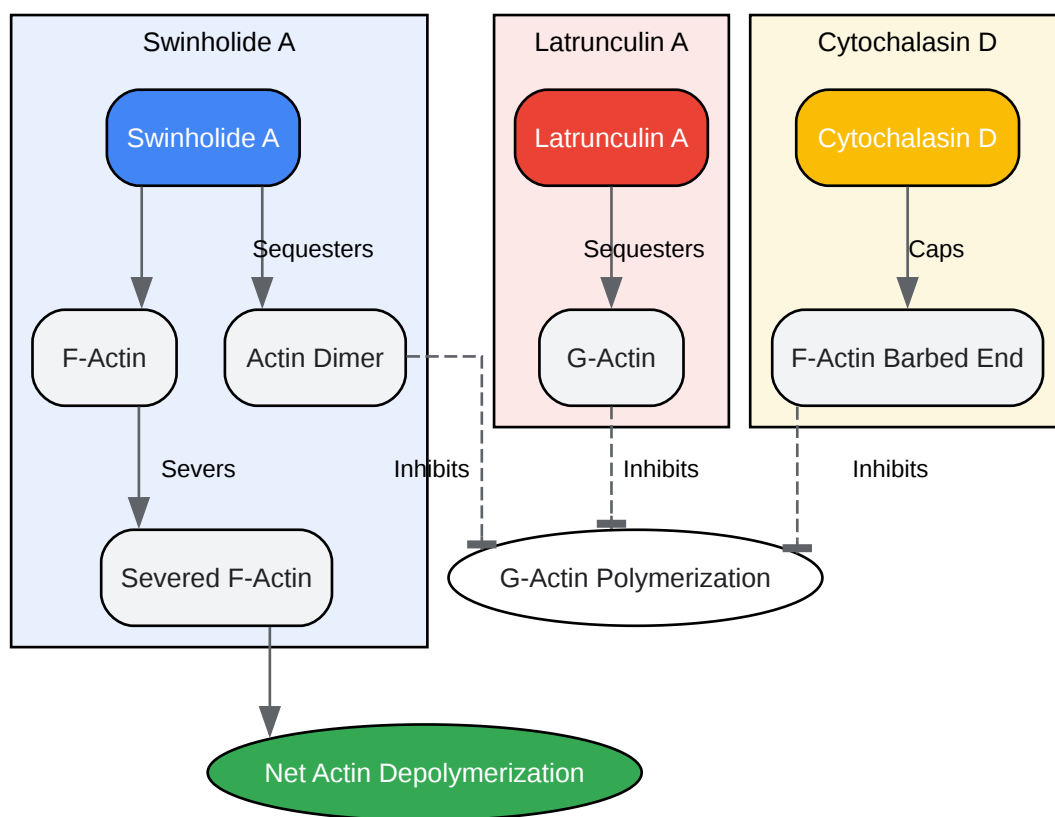 Swinholide A
Latrunculin A
Cytochalasin D
Swinholide A
Latrunculin A
Cytochalasin D
Sequesters
Sequesters
Caps
F-Actin
Actin Dimer
G-Actin
F-Actin Barbed End
Severs
Inhibits
Inhibits
Inhibits
Severed F-Actin
G-Actin Polymerization
Net Actin Depolymerization